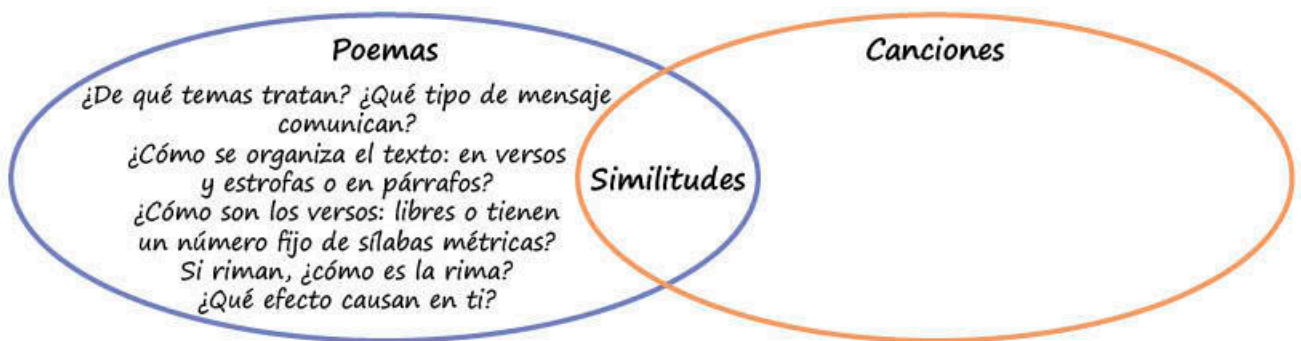 Poemas
¿De qué temas tratan? ¿Qué tipo de mensaje
comunican?
¿Cómo se organiza el texto: en versos
y estrofas o en párrafos?
¿Cómo son los versos: libres o tienen
un número fijo de sílabas métricas?
Si riman, ¿cómo es la rima?
¿Qué efecto causan en ti?
Similitudes
Canciones